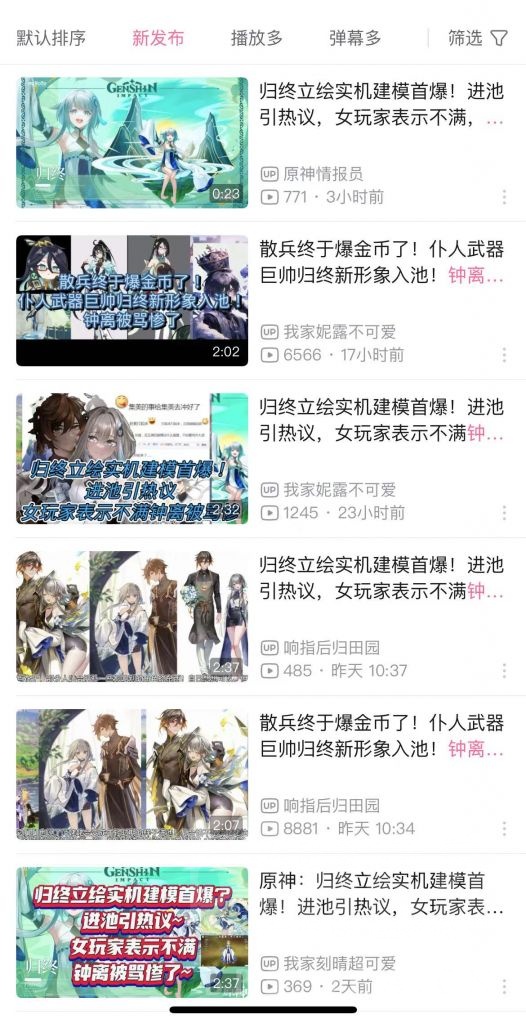 默认排序 新发布 播放多 弹幕多 筛选
GENSHIN
IMPACT
归终
0:23
归终立绘实机建模首爆！进池
引热议，女玩家表示不满，…
UP 原神情报员
771 · 3小时前
散兵终于爆金币了！
仆人武器巨帅归终新形象入池！
钟离被骂惨了
2:02
散兵终于爆金币了！仆人武器
巨帅归终新形象入池！钟离…
UP 我家妮露不可爱
6566 · 17小时前
集美的事给集美去冲好了
归终立绘实机建模首爆！
进池引热议
女玩家表示不满钟离被骂
2:32
归终立绘实机建模首爆！进池
引热议，女玩家表示不满钟…
UP 我家妮露不可爱
1245 · 23小时前
2:37
归终立绘实机建模首爆！进池
引热议，女玩家表示不满钟…
UP 响指后归田园
485 · 昨天 10:37
2:07
散兵终于爆金币了！仆人武器
巨帅归终新形象入池！钟离…
UP 响指后归田园
8881 · 昨天 10:34
GENSHIN
IMPACT
归终立绘实机建模首爆？
进池引热议~
女玩家表示不满
钟离被骂惨了~
归终
2:37
原神：归终立绘实机建模首
爆！进池引热议，女玩家表…
UP 我家刻晴超可爱
369 · 2天前